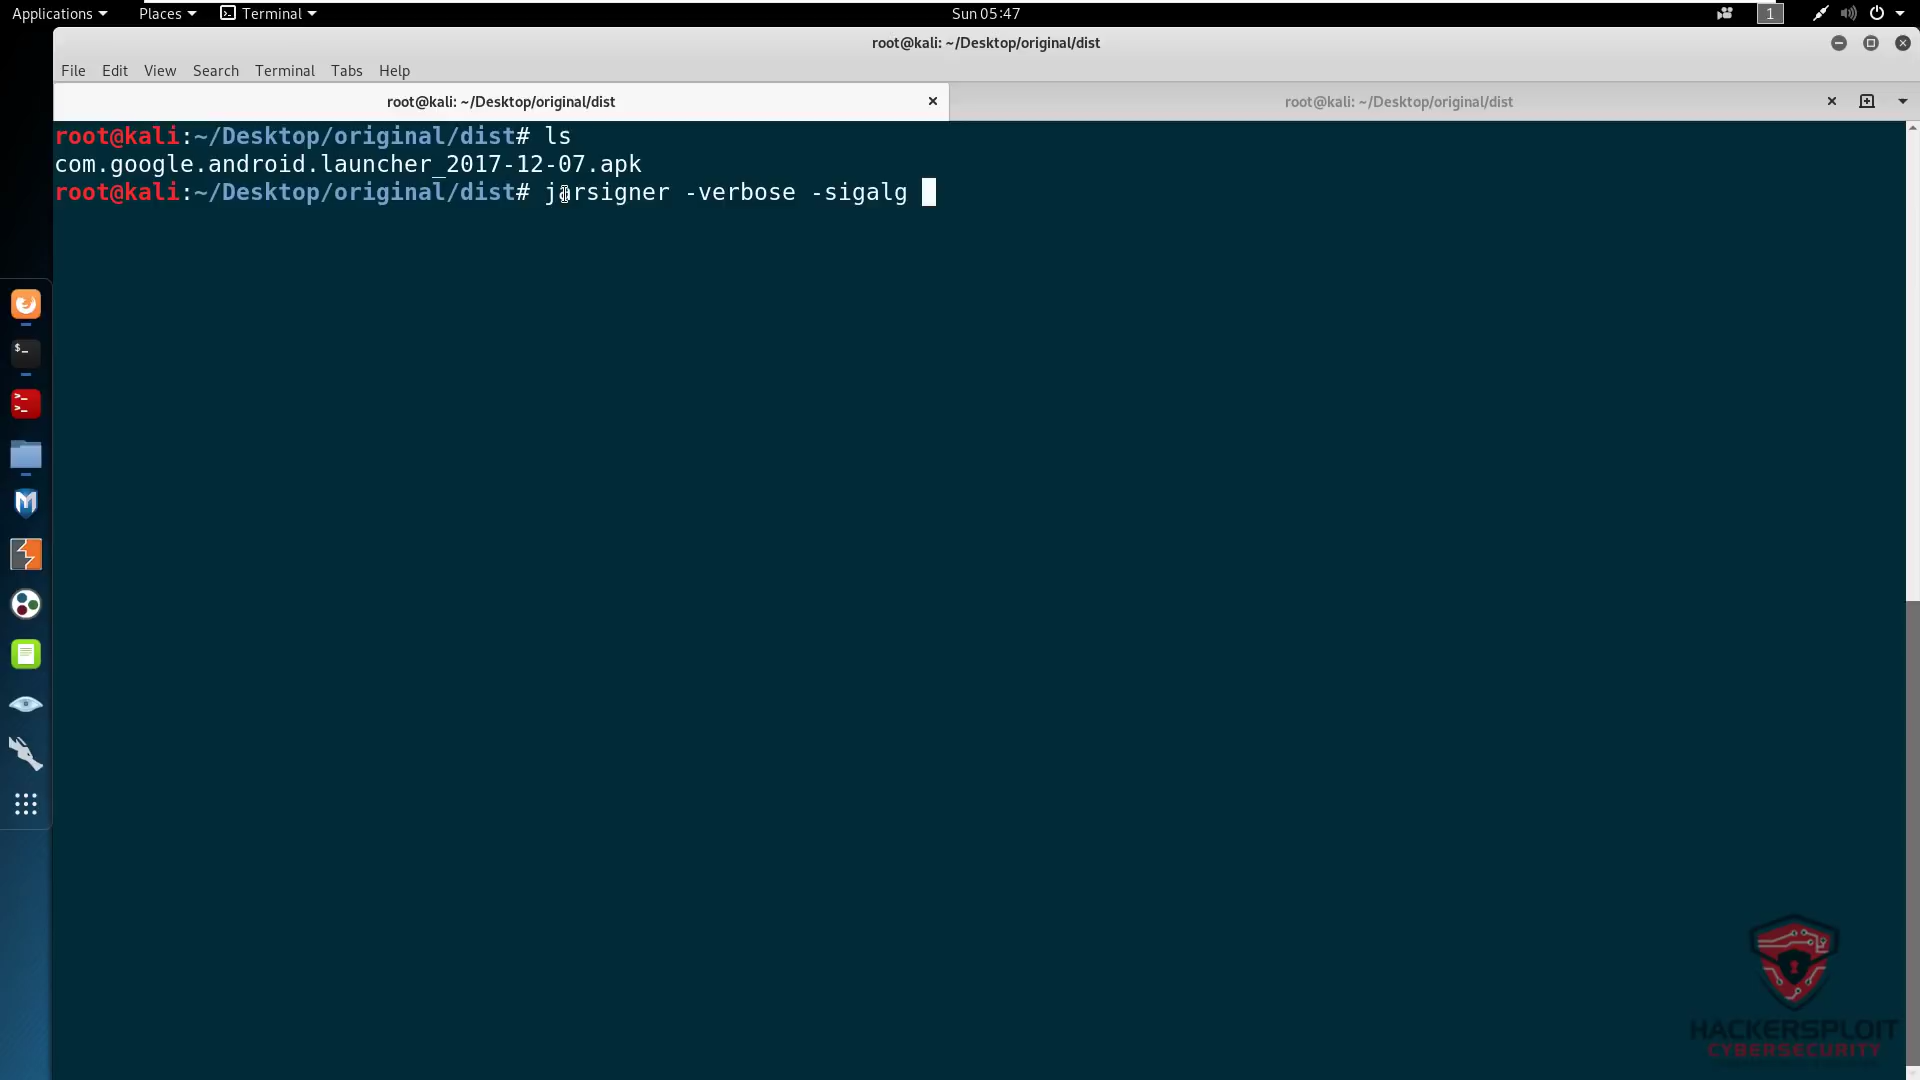 Applications Places Terminal Sun 05:47 1
root@kali: ~/Desktop/original/dist
File Edit View Search Terminal Tabs Help
root@kali: ~/Desktop/original/dist root@kali: ~/Desktop/original/dist
root@kali:~/Desktop/original/dist# ls
com.google.android.launcher_2017-12-07.apk
root@kali:~/Desktop/original/dist# jarsigner -verbose -sigalg
HACKERSPLOIT
CYBERSECURITY